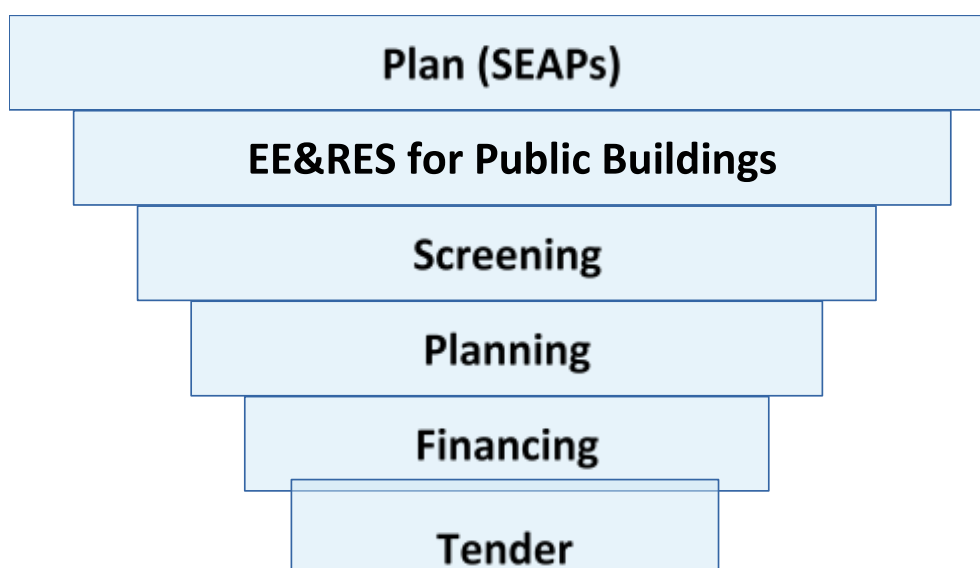 Plan (SEAPs)
EE&RES for Public Buildings
Screening
Planning
Financing
Tender